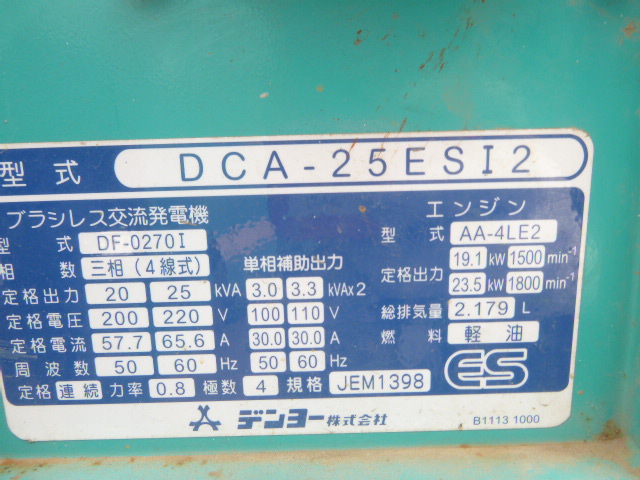 型式 DCA-25ESI2
ブラシレス交流発電機
型式 DF-0270I
相数 三相(4線式) 単相補助出力
定格出力 20 25 kVA 3.0 3.3 kVA×2
定格電圧 200 220 V 100 110 V
定格電流 57.7 65.6 A 30.0 30.0 A
周波数 50 60 Hz 50 60 Hz
定格 連続 力率 0.8 極数 4 規格 JEM1398
エンジン
型式 AA-4LE2
定格出力 19.1 kW 1500 min⁻¹
23.5 kW 1800 min⁻¹
総排気量 2.179 L
燃料 軽油
ES
デンヨー株式会社
B1113 1000